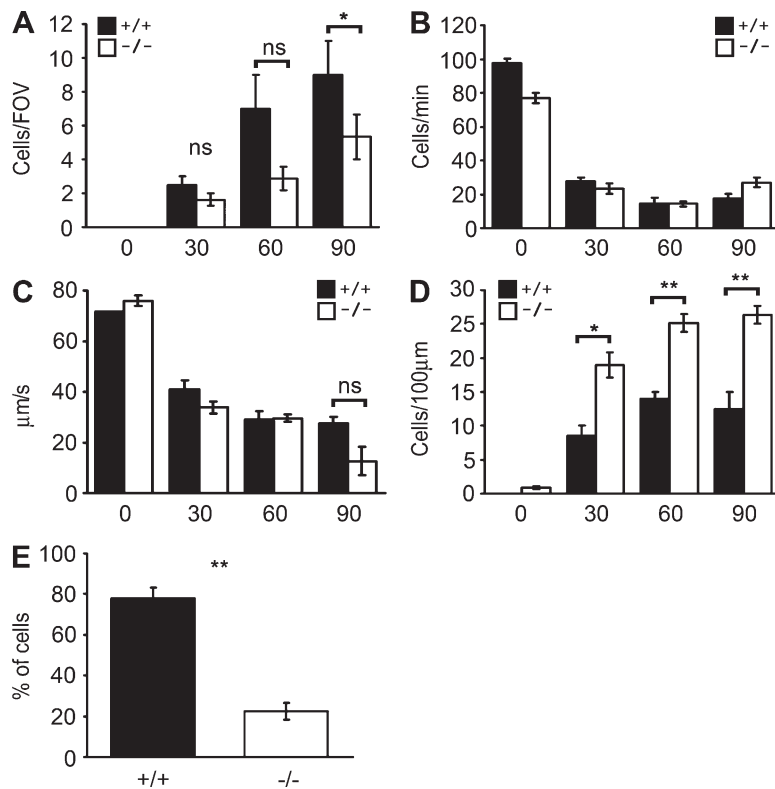 A
+/+
-/-
Cells/FOV
12
10
8
6
4
2
0
ns
ns
*
0 30 60 90
B
+/+
-/-
Cells/min
120
100
80
60
40
20
0
0 30 60 90
C
+/+
-/-
μm/s
80
60
40
20
0
ns
0 30 60 90
D
+/+
-/-
Cells/100μm
30
25
20
15
10
5
0
*
**
**
0 30 60 90
E
% of cells
100
80
60
40
20
0
**
+/+ -/-